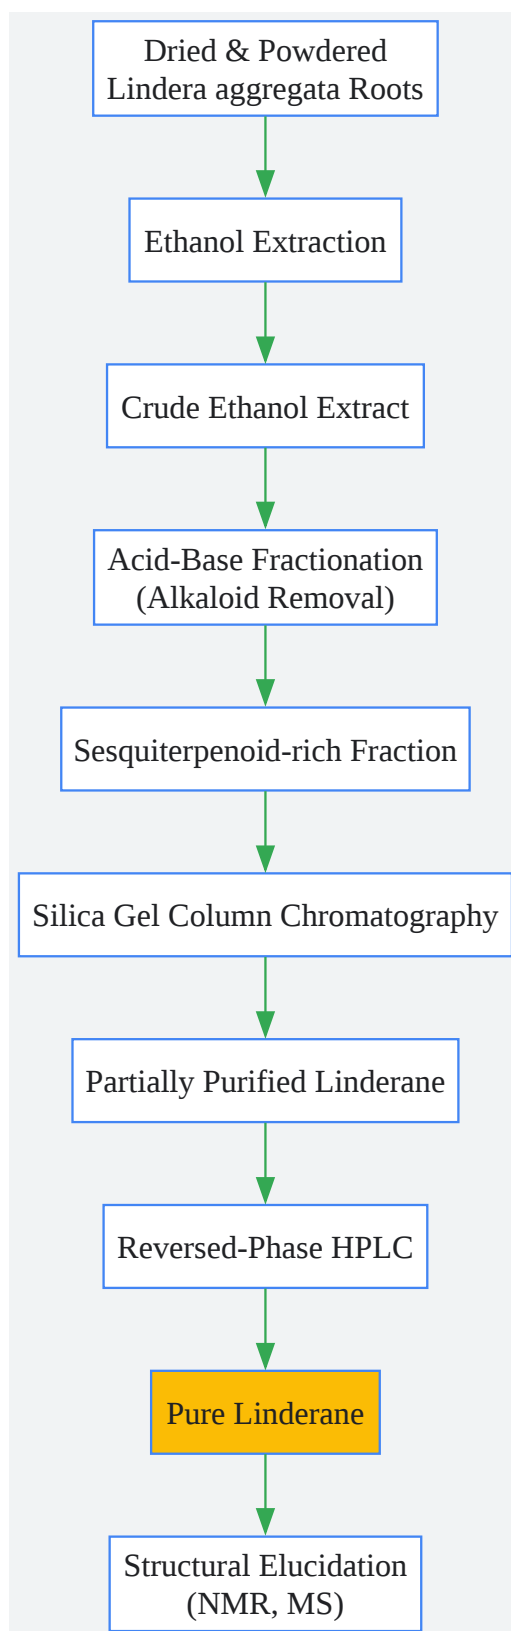 Dried & Powdered
Lindera aggregata Roots
Ethanol Extraction
Crude Ethanol Extract
Acid-Base Fractionation
(Alkaloid Removal)
Sesquiterpenoid-rich Fraction
Silica Gel Column Chromatography
Partially Purified Linderane
Reversed-Phase HPLC
Pure Linderane
Structural Elucidation
(NMR, MS)